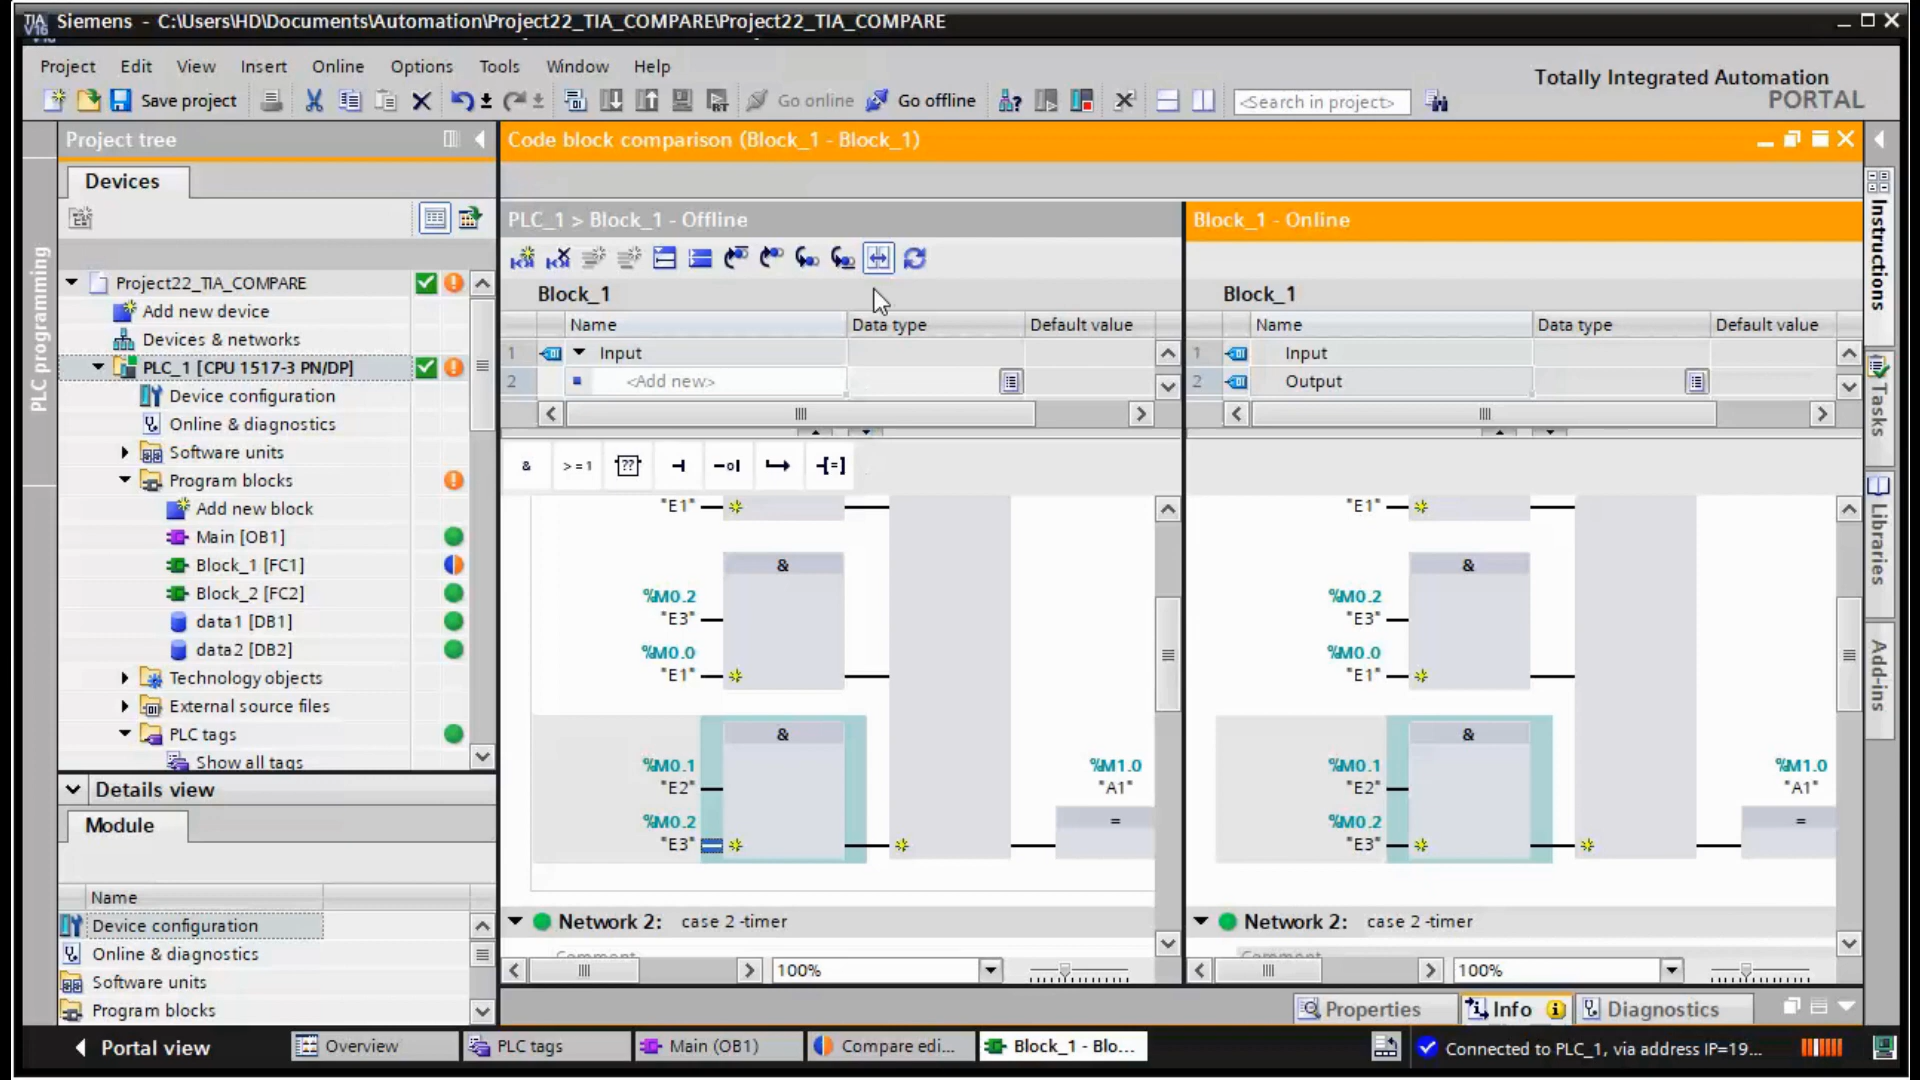 TIA V16 Siemens - C:\Users\HD\Documents\Automation\Project22_TIA_COMPARE\Project22_TIA_COMPARE
Project Edit View Insert Online Options Tools Window Help
Totally Integrated Automation
PORTAL
Save project Go online Go offline <Search in project>
Project tree
Code block comparison (Block_1 - Block_1)
Devices
PLC programming
Instructions
Tasks
Libraries
Add-ins
Project22_TIA_COMPARE
Add new device
Devices & networks
PLC_1 [CPU 1517-3 PN/DP]
Device configuration
Online & diagnostics
Software units
Program blocks
Add new block
Main [OB1]
Block_1 [FC1]
Block_2 [FC2]
data1 [DB1]
data2 [DB2]
Technology objects
External source files
PLC tags
Show all tags
Details view
Module
Name
Device configuration
Online & diagnostics
Software units
Program blocks
PLC_1 > Block_1 - Offline
Block_1
Name Data type Default value
1 Input
2 <Add new>
& >=1 ?? -| -o| -[=]
"E1"
&
%M0.2
"E3"
%M0.0
"E1"
&
%M0.1 %M1.0
"E2" "A1"
%M0.2 =
"E3"
Network 2: case 2 -timer
100%
Block_1 - Online
Block_1
Name Data type Default value
1 Input
2 Output
"E1"
&
%M0.2
"E3"
%M0.0
"E1"
&
%M0.1 %M1.0
"E2" "A1"
%M0.2 =
"E3"
Network 2: case 2 -timer
100%
Properties Info Diagnostics
Portal view Overview PLC tags Main (OB1) Compare edi... Block_1 - Blo... Connected to PLC_1, via address IP=19...